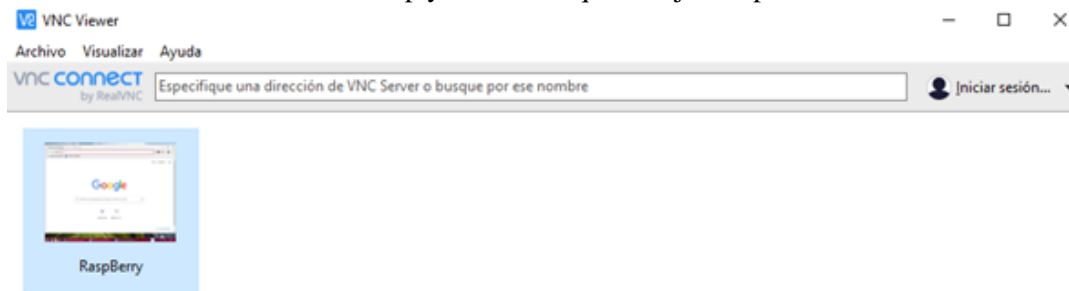 VNC Viewer
Archivo Visualizar Ayuda
vnc connect
by RealVNC
Especifique una dirección de VNC Server o busque por ese nombre
Iniciar sesión...
Google
RaspBerry